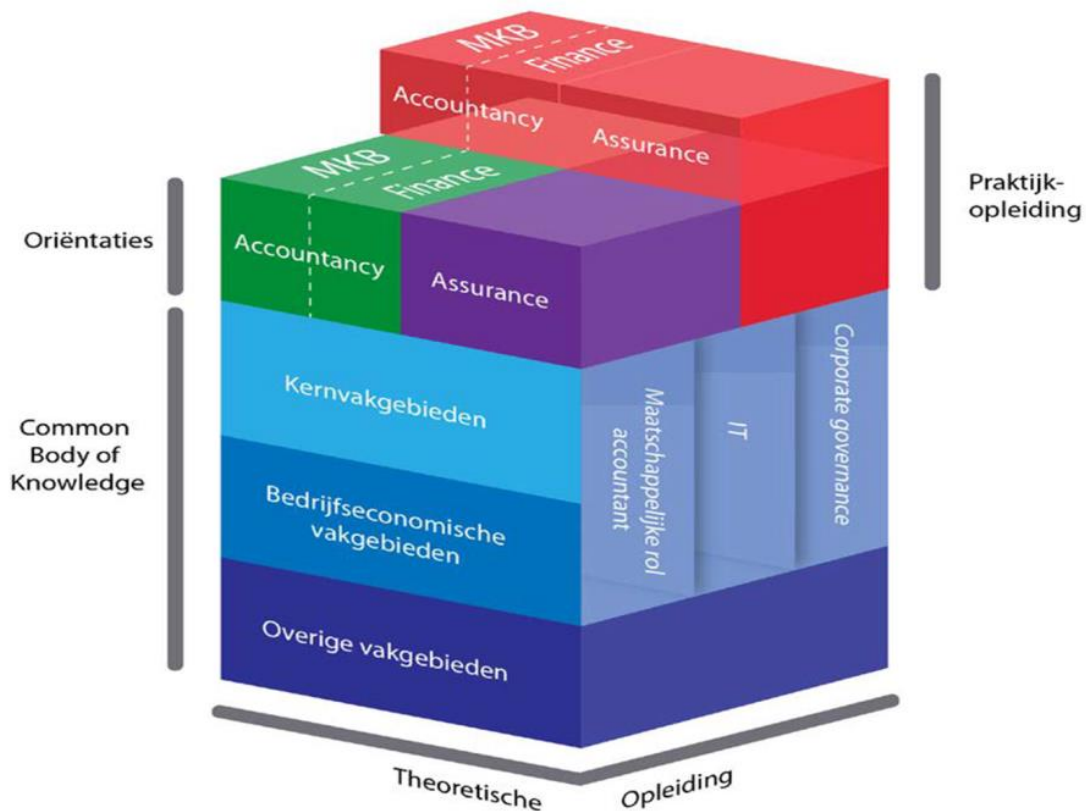 MKB
Finance
Accountancy
Assurance
Praktijk-
opleiding
MKB
Finance
Oriëntaties
Accountancy
Assurance
Common
Body of
Knowledge
Kernvakgebieden
Bedrijfseconomische
vakgebieden
Overige vakgebieden
Maatschappelijke rol
accountant
IT
Corporate governance
Theoretische
Opleiding